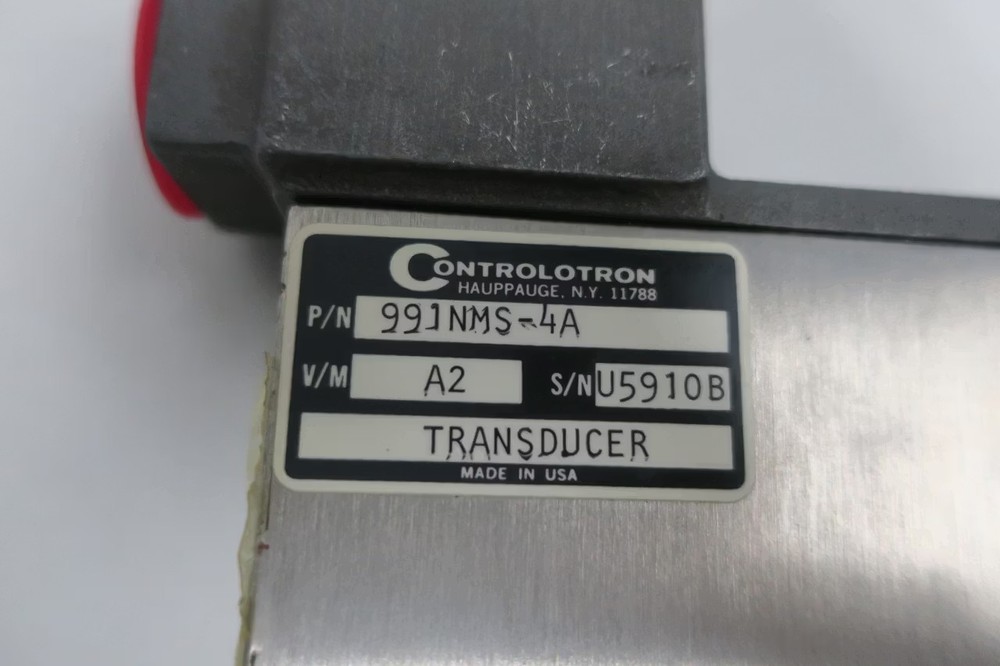 CONTROLOTRON
HAUPPAUGE, N.Y. 11788
P/N 991NMS-4A
V/M A2 S/N U5910B
TRANSDUCER
MADE IN USA